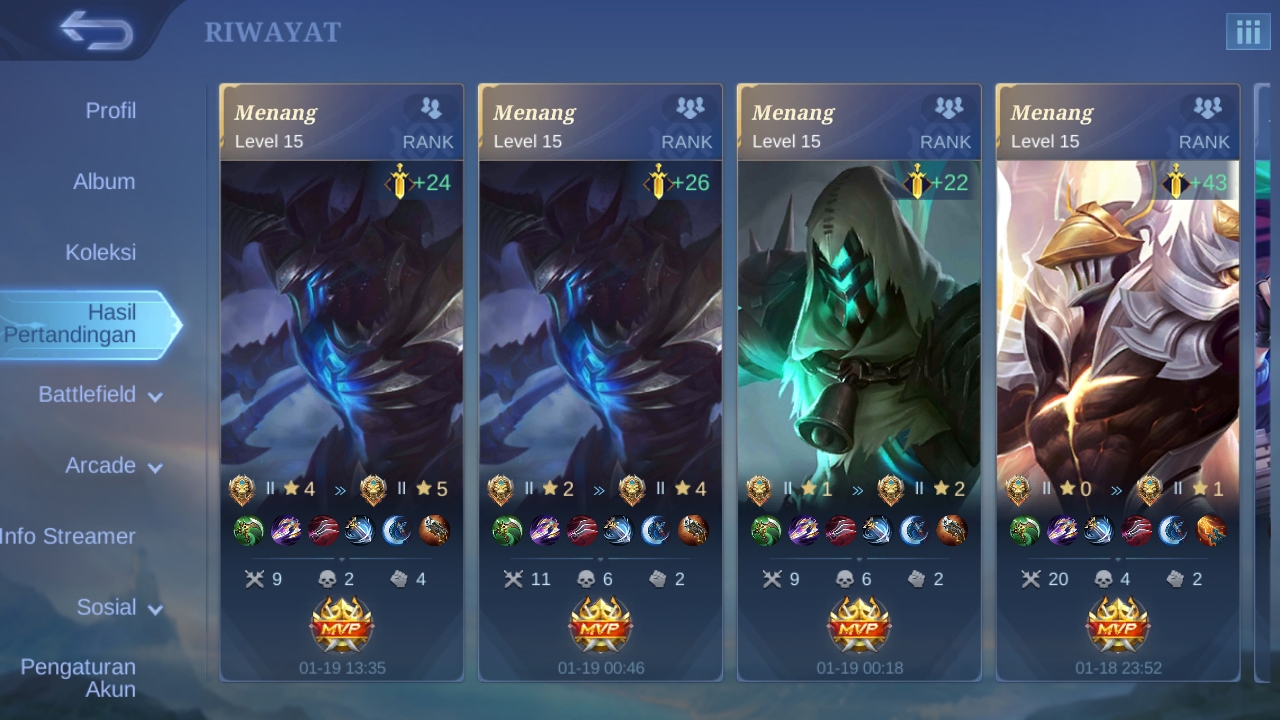 RIWAYAT
Profil
Album
Koleksi
Hasil
Pertandingan
Battlefield
Arcade
Info Streamer
Sosial
Pengaturan
Akun
Menang
Level 15
RANK
+24
II 4 » II 5
9 2 4
MVP
01-19 13:35
Menang
Level 15
RANK
+26
II 2 » II 4
11 6 2
MVP
01-19 00:46
Menang
Level 15
RANK
+22
II 1 » II 2
9 6 2
MVP
01-19 00:18
Menang
Level 15
RANK
+43
II 0 » II 1
20 4 2
MVP
01-18 23:52